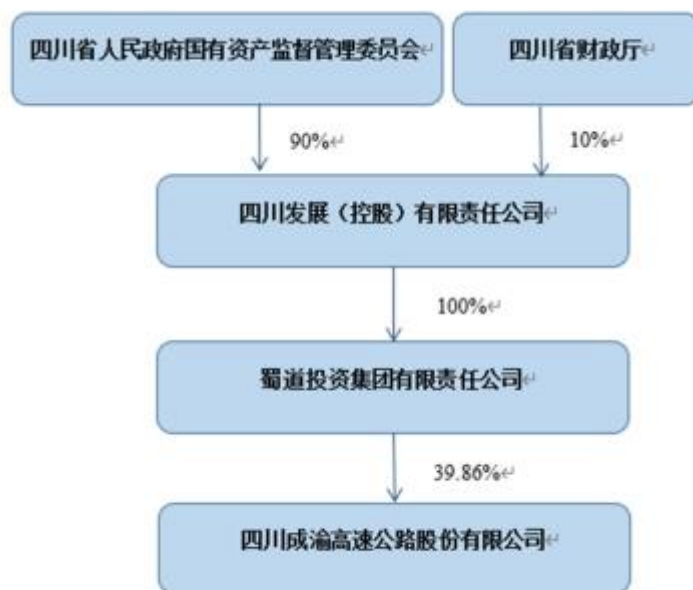 四川省人民政府国有资产监督管理委员会↵
四川省财政厅↵
90%↵
10%↵
四川发展（控股）有限责任公司↵
100%↵
蜀道投资集团有限责任公司↵
39.86%↵
四川成渝高速公路股份有限公司↵